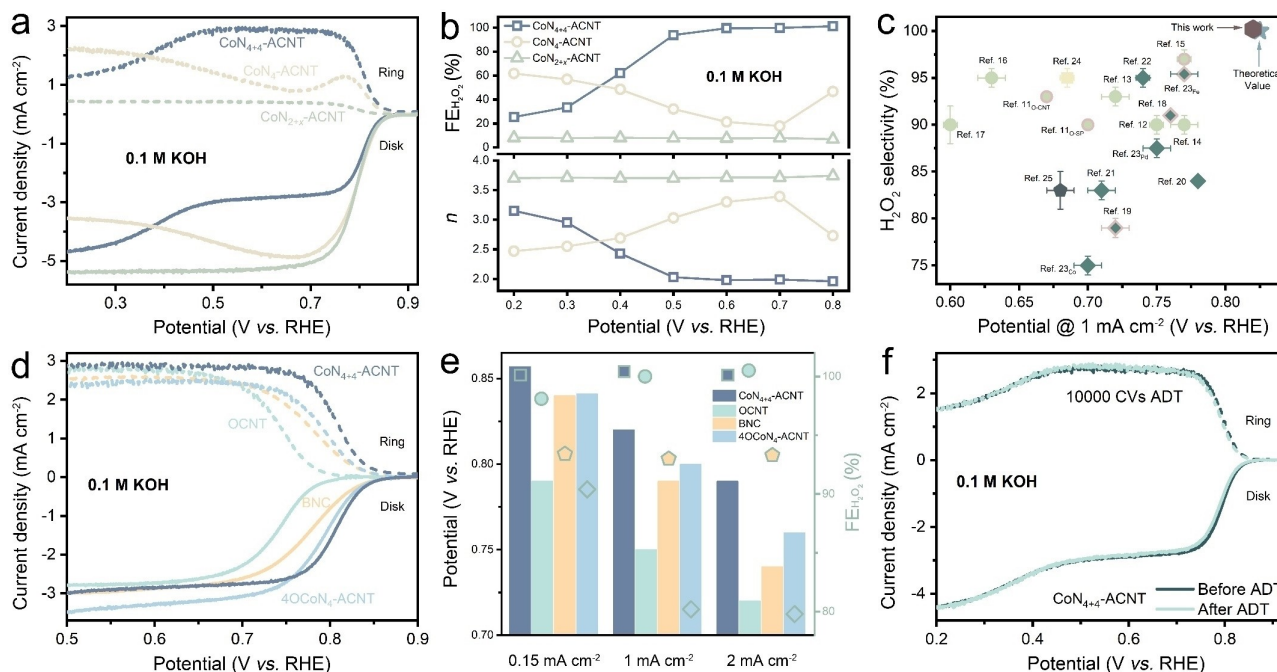 a
Current density (mA cm⁻²)
3
1
-1
-3
-5
CoN₄₊₄-ACNT
CoN₄-ACNT
CoN₂₊ₓ-ACNT
Ring
Disk
0.1 M KOH
0.3 0.5 0.7 0.9
Potential (V vs. RHE)
b
CoN₄₊₄-ACNT
CoN₄-ACNT
CoN₂₊ₓ-ACNT
0.1 M KOH
FE H₂O₂ (%)
100
80
60
40
20
0
n
4.0
3.5
3.0
2.5
2.0
0.2 0.3 0.4 0.5 0.6 0.7 0.8
Potential (V vs. RHE)
c
H₂O₂ selectivity (%)
100
95
90
85
80
75
This work
Theoretical
Value
Ref. 15
Ref. 16
Ref. 24
Ref. 22
Ref. 23Fe
Ref. 13
Ref. 11O-CNT
Ref. 18
Ref. 17
Ref. 11O-SP
Ref. 12
Ref. 14
Ref. 23Pd
Ref. 25
Ref. 21
Ref. 20
Ref. 19
Ref. 23Co
0.60 0.65 0.70 0.75 0.80
Potential @ 1 mA cm⁻² (V vs. RHE)
d
Current density (mA cm⁻²)
3
2
1
0
-1
-2
-3
CoN₄₊₄-ACNT
OCNT
Ring
Disk
0.1 M KOH
BNC
4OCoN₄-ACNT
0.5 0.6 0.7 0.8 0.9
Potential (V vs. RHE)
e
Potential (V vs. RHE)
0.85
0.80
0.75
0.70
CoN₄₊₄-ACNT
OCNT
BNC
4OCoN₄-ACNT
100
90
80
FE H₂O₂ (%)
0.15 mA cm⁻² 1 mA cm⁻² 2 mA cm⁻²
f
Current density (mA cm⁻²)
4
2
0
-2
-4
10000 CVs ADT
Ring
Disk
0.1 M KOH
CoN₄₊₄-ACNT
Before ADT
After ADT
0.2 0.4 0.6 0.8
Potential (V vs. RHE)